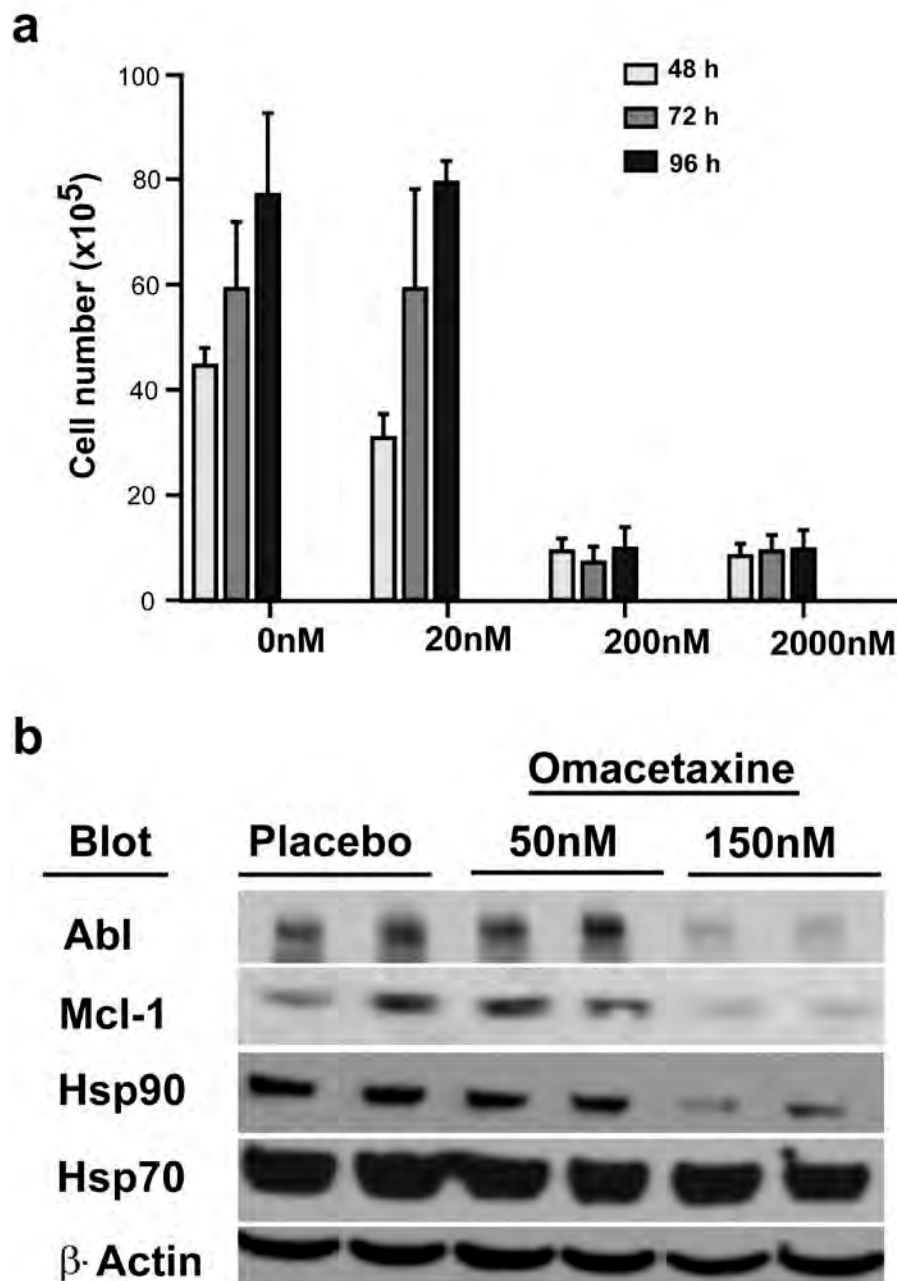 a
100
80
60
40
20
0
Cell number (x10⁵)
48 h
72 h
96 h
0nM 20nM 200nM 2000nM
b
Omacetaxine
Blot Placebo 50nM 150nM
Abl
Mcl-1
Hsp90
Hsp70
β-Actin